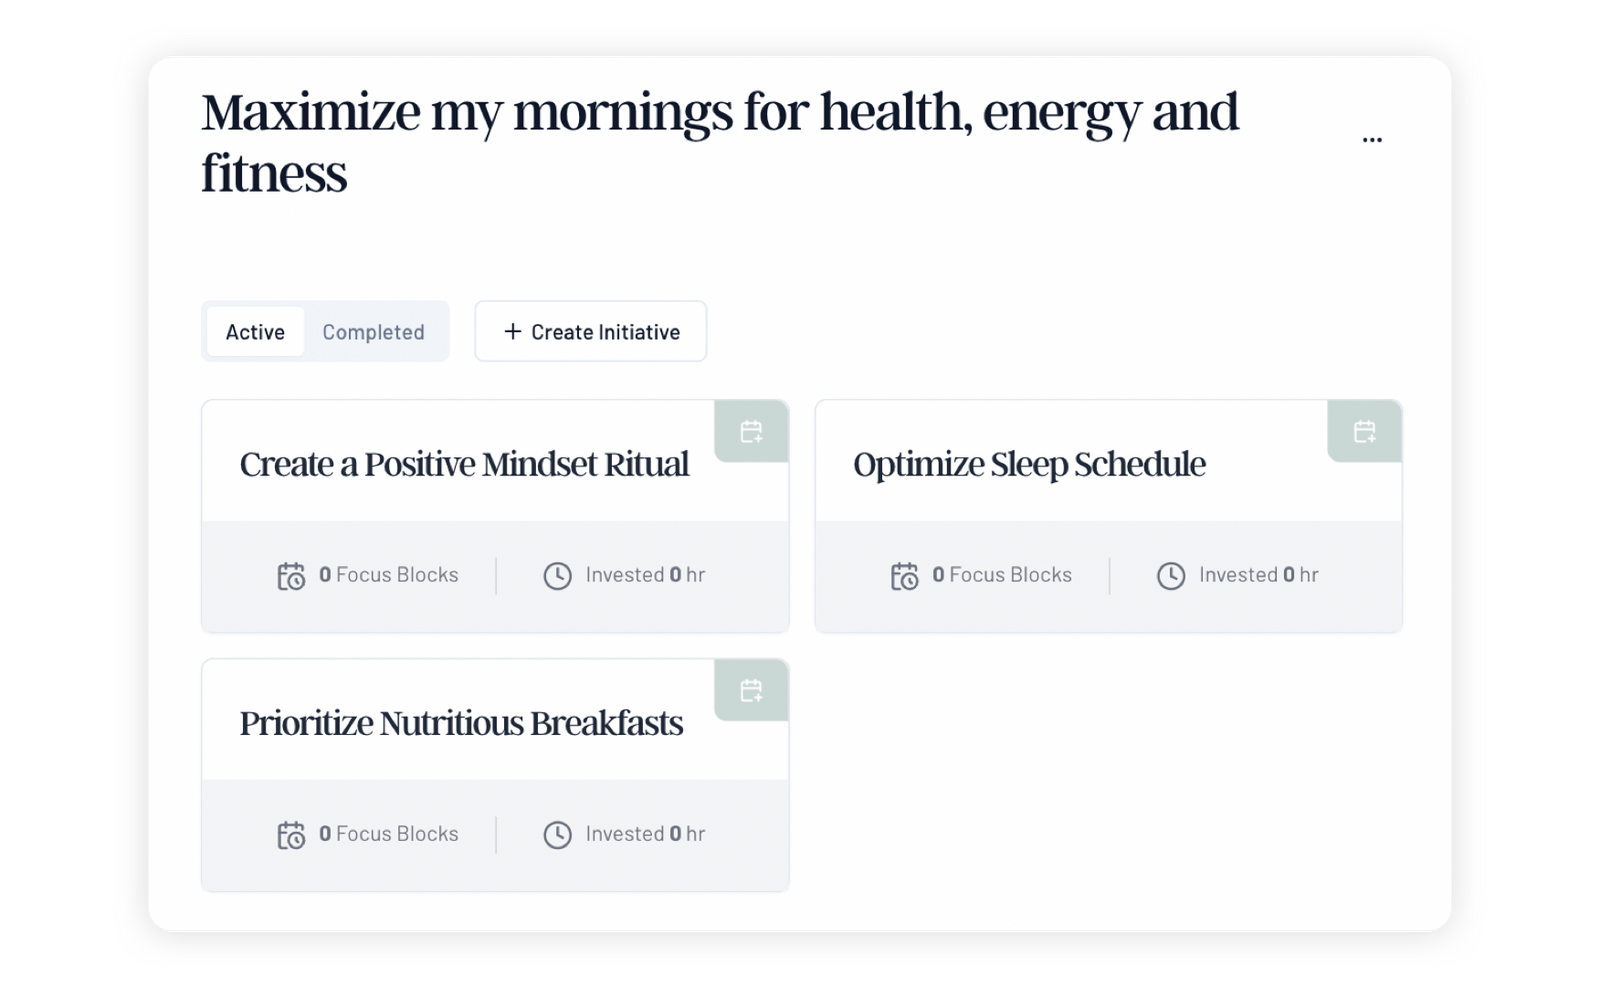 Maximize my mornings for health, energy and
fitness
...
Active Completed + Create Initiative
Create a Positive Mindset Ritual
0 Focus Blocks Invested 0 hr
Optimize Sleep Schedule
0 Focus Blocks Invested 0 hr
Prioritize Nutritious Breakfasts
0 Focus Blocks Invested 0 hr